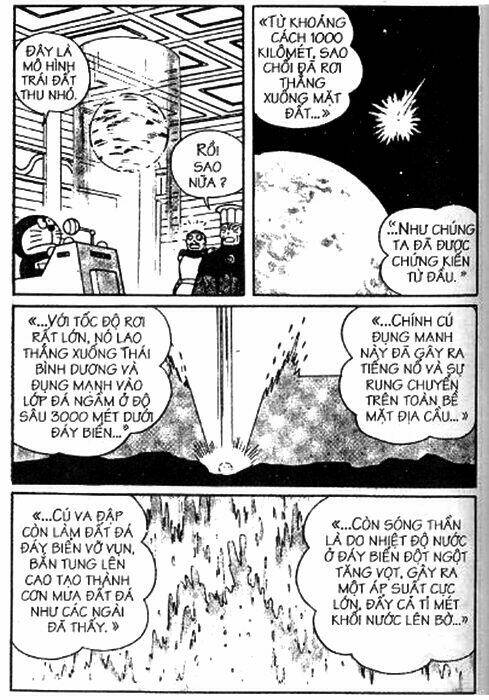 ĐÂY LÀ
MÔ HÌNH
TRÁI ĐẤT
THU NHỎ.
RỒI
SAO
NỮA ?
«TỪ KHOẢNG
CÁCH 1000
KILÔMÉT, SAO
CHỔI ĐÃ RƠI
THẲNG
XUỐNG MẶT
ĐẤT...»
«...NHƯ CHÚNG
TA ĐÃ ĐƯỢC
CHỨNG KIẾN
TỪ ĐẦU.»
«...VỚI TỐC ĐỘ RƠI
RẤT LỚN, NÓ LAO
THẲNG XUỐNG THÁI
BÌNH DƯƠNG VÀ
ĐỤNG MẠNH VÀO
LỚP ĐÁ NGẦM Ở ĐỘ
SÂU 3000 MÉT DƯỚI
ĐÁY BIỂN...»
«...CHÍNH CÚ
ĐỤNG MẠNH
NÀY ĐÃ GÂY RA
TIẾNG NỔ VÀ SỰ
RUNG CHUYỂN
TRÊN TOÀN BỀ
MẶT ĐỊA CẦU...»
«...CÚ VA ĐẬP
CÒN LÀM ĐẤT ĐÁ
ĐÁY BIỂN VỠ VỤN,
BẮN TUNG LÊN
CAO TẠO THÀNH
CƠN MƯA ĐẤT ĐÁ
NHƯ CÁC NGÀI
ĐÃ THẤY.»
«...CÒN SÓNG THẦN
LÀ DO NHIỆT ĐỘ NƯỚC
Ở ĐÁY BIỂN ĐỘT NGỘT
TĂNG VỌT, GÂY RA
MỘT ÁP SUẤT CỰC
LỚN, ĐẨY CẢ TỈ MÉT
KHỐI NƯỚC LÊN BỜ...»